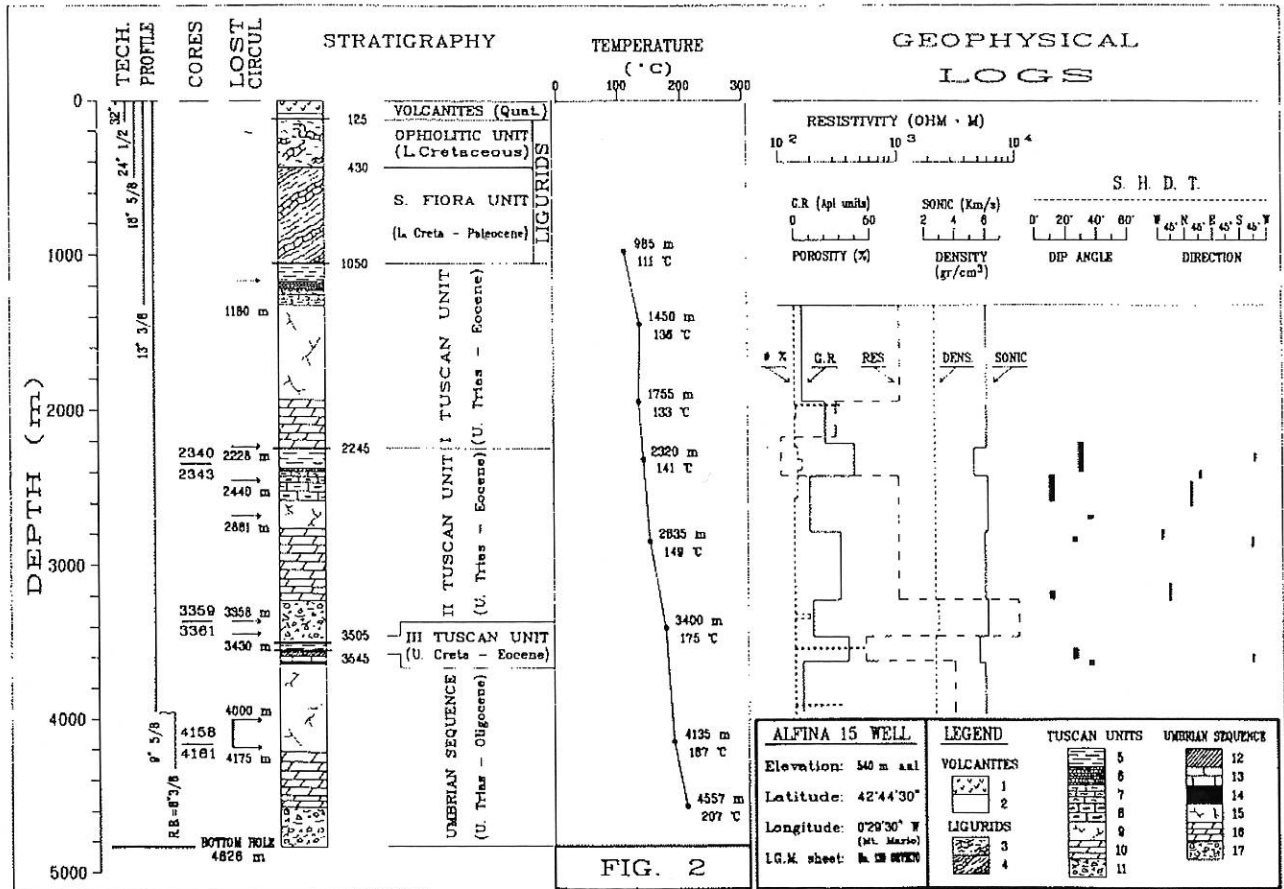 TECH. PROFILE
CORES
LOST CIRCUL
STRATIGRAPHY
TEMPERATURE
(°C)
0 100 200 300
GEOPHYSICAL
LOGS
RESISTIVITY (OHM · M)
10² 10³ 10⁴
G.R. (Api units)
0 60
POROSITY (%)
SONIC (Km/s)
2 4 6
DENSITY
(gr/cm³)
S. H. D. T.
0° 20° 40° 60°
DIP ANGLE
W 45° N 45° E 45° S 45° W
DIRECTION
DEPTH (m)
0
1000
2000
3000
4000
5000
32"
24" 1/2
18" 5/8
13" 3/8
9" 5/8
RB=8"3/8
2340
2343
3359
3361
4158
4161
1180 m
2228 m
2440 m
2681 m
3358 m
3430 m
4000 m
4175 m
BOTTOM HOLE
4826 m
VOLCANITES (Quat.)
125
OPHIOLITIC UNIT
(L.Cretaceous)
430
S. FIORA UNIT
(L. Creta - Paleocene)
LIGURIDS
1050
I TUSCAN UNIT
(U. Trias - Eocene)
2245
II TUSCAN UNIT
(U. Trias - Eocene)
3505
III TUSCAN UNIT
(U. Creta - Eocene)
3645
UMBRIAN SEQUENCE
(U. Trias - Oligocene)
985 m
111 °C
1450 m
136 °C
1755 m
133 °C
2320 m
141 °C
2835 m
149 °C
3400 m
175 °C
4135 m
187 °C
4557 m
207 °C
FIG. 2
ø % G.R. RES. DENS. SONIC
ALFINA 15 WELL
Elevation: 540 m asl
Latitude: 42°44'30"
Longitude: 0°29'30" W
(Mt. Mario)
I.G.M. sheet:
LEGEND
VOLCANITES
1
2
LIGURIDS
3
4
TUSCAN UNITS
5
6
7
8
9
10
11
UMBRIAN SEQUENCE
12
13
14
15
16
17